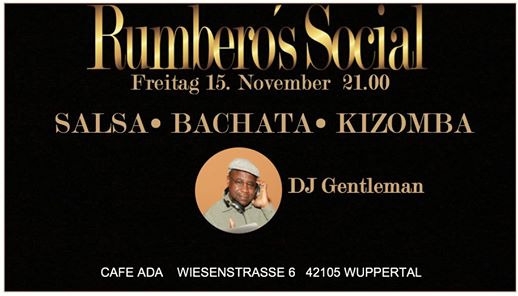 Rumbero´s Social
Freitag 15. November 21.00
SALSA• BACHATA• KIZOMBA
DJ Gentleman
CAFE ADA WIESENSTRASSE 6 42105 WUPPERTAL